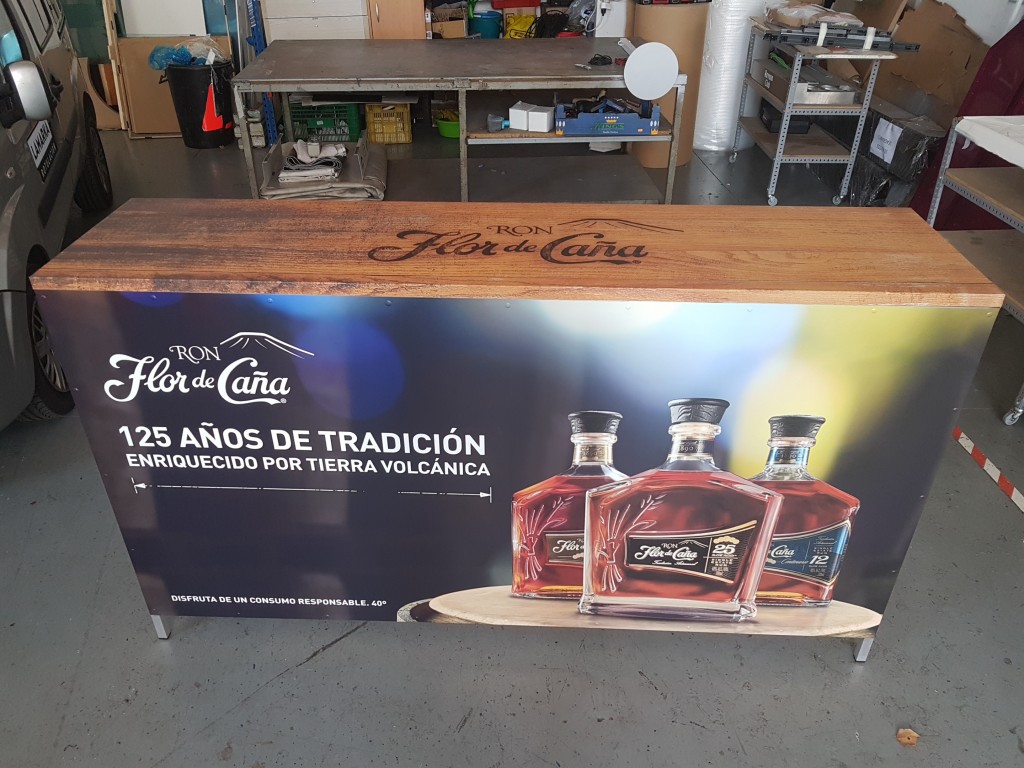 RON
Flor de Caña
RON
Flor de Caña®
125 AÑOS DE TRADICIÓN
ENRIQUECIDO POR TIERRA VOLCÁNICA
RON
Flor de Caña
25
Flor
Caña
12
DISFRUTA DE UN CONSUMO RESPONSABLE. 40º